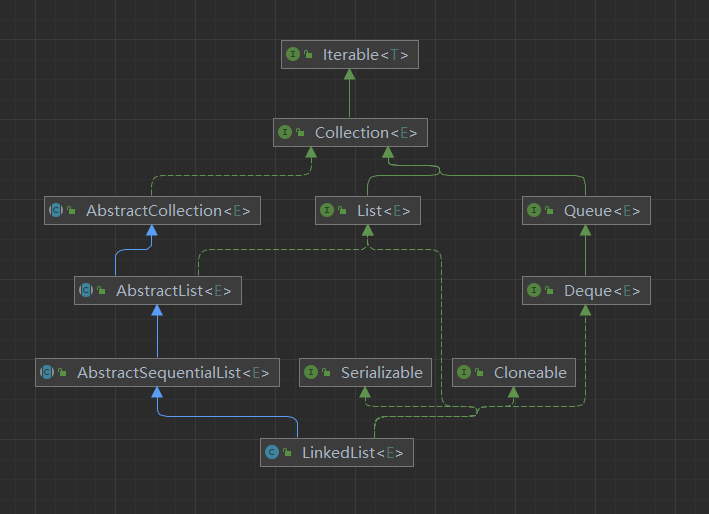 Iterable<T>
Collection<E>
AbstractCollection<E>
List<E>
Queue<E>
AbstractList<E>
Deque<E>
AbstractSequentialList<E>
Serializable
Cloneable
LinkedList<E>